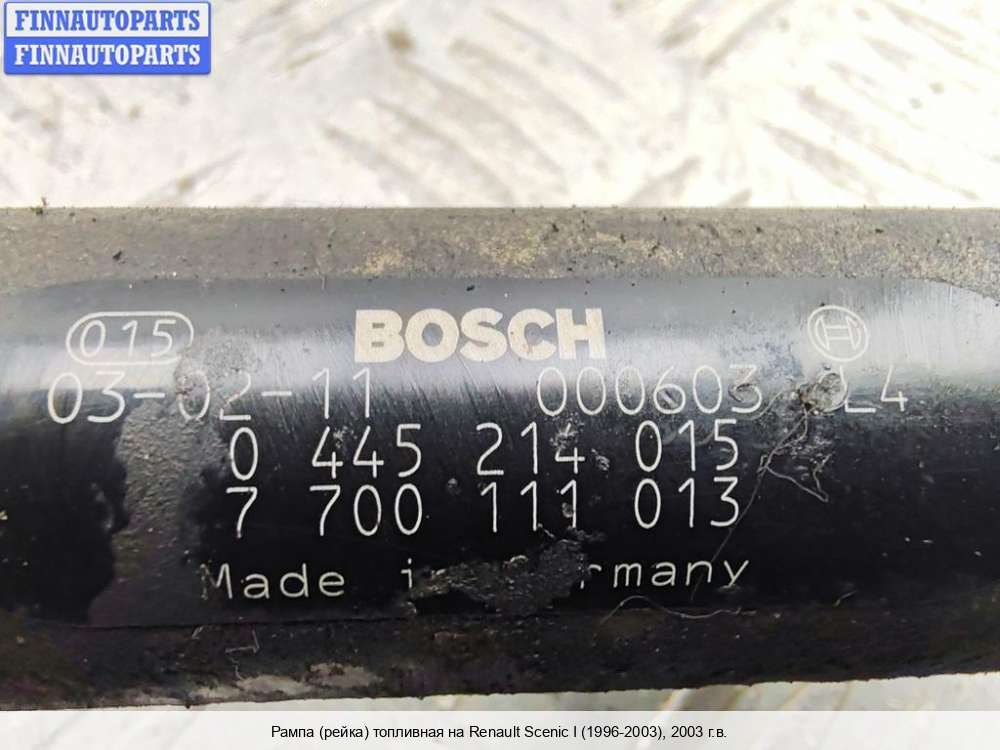 FINNAUTOPARTS
FINNAUTOPARTS
015 BOSCH
03-02-11
0 445 214 015
7 700 111 013
Made
Рампа (рейка) топливная на Renault Scenic I (1996-2003), 2003 г.в.